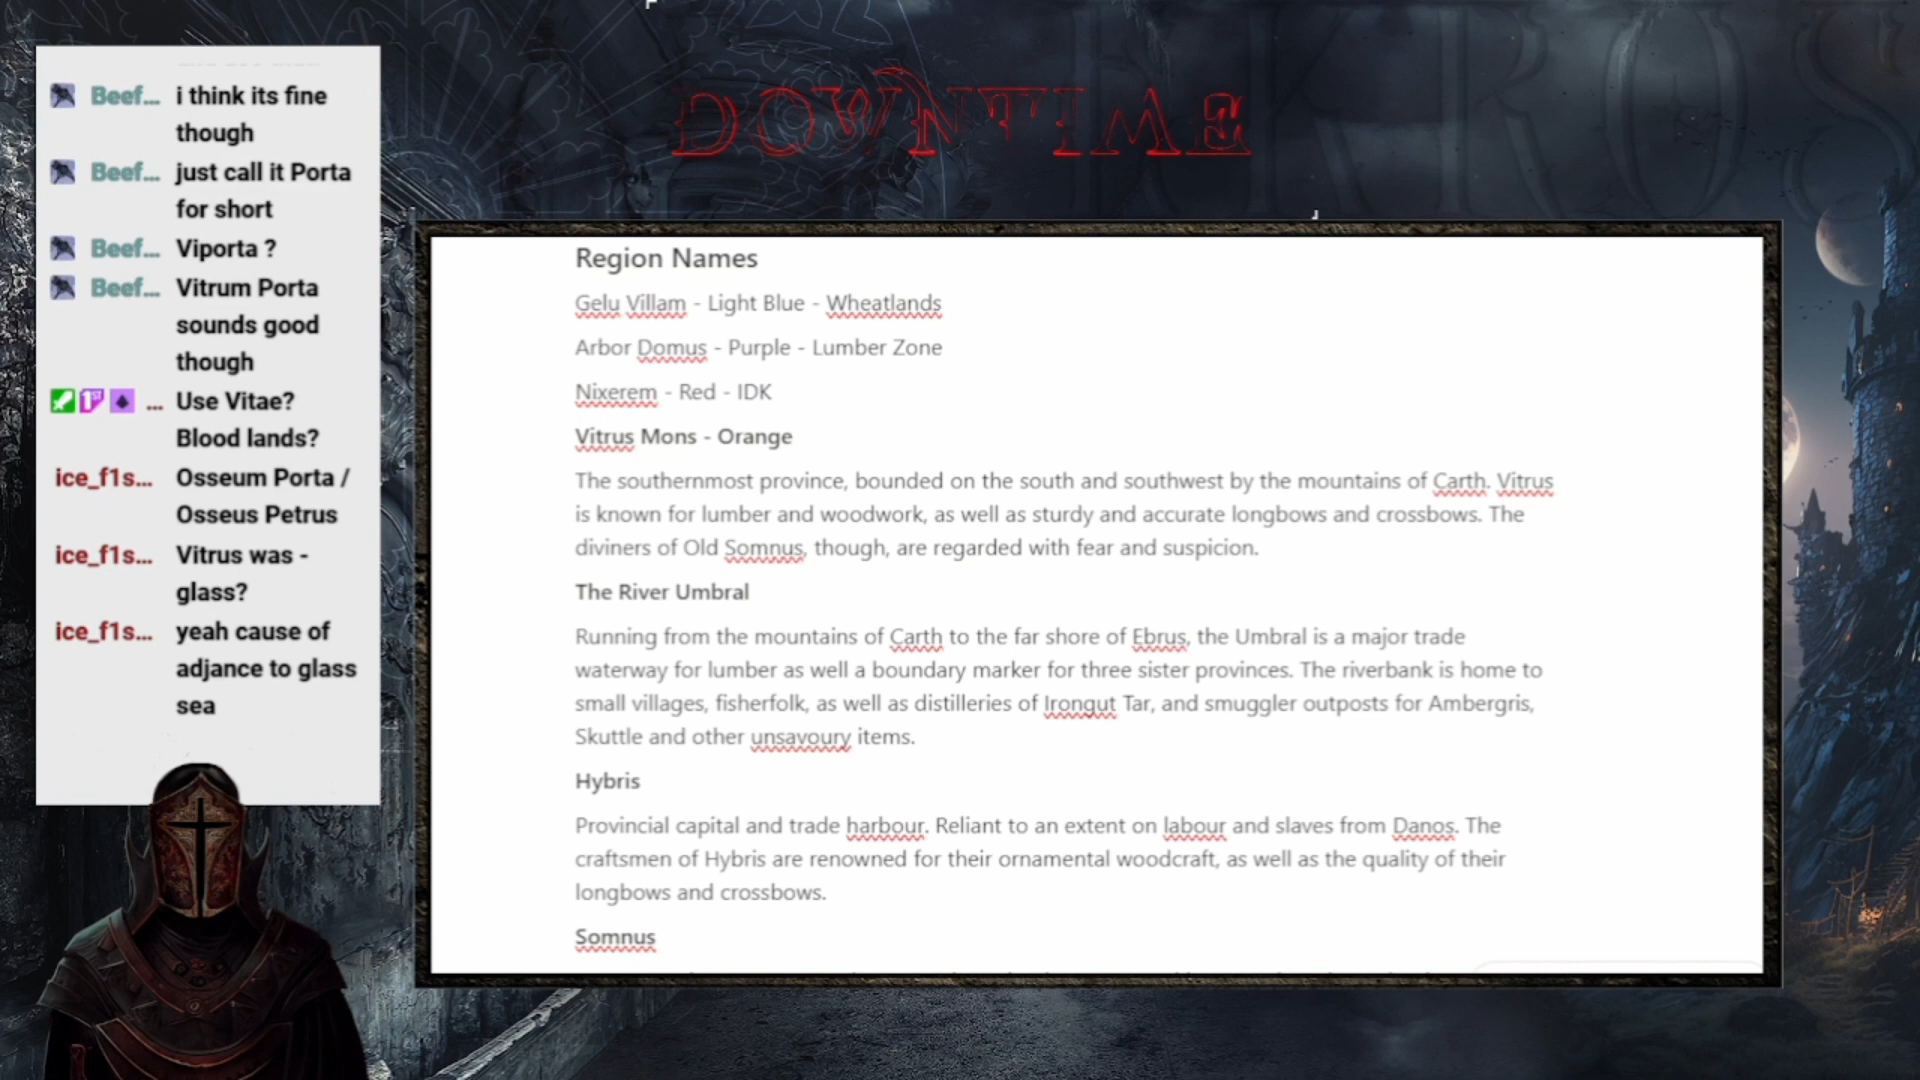 DOWNTIME
Beef... i think its fine
though
Beef... just call it Porta
for short
Beef... Viporta ?
Beef... Vitrum Porta
sounds good
though
... Use Vitae?
Blood lands?
ice_f1s... Osseum Porta /
Osseus Petrus
ice_f1s... Vitrus was -
glass?
ice_f1s... yeah cause of
adjance to glass
sea
Region Names
Gelu Villam - Light Blue - Wheatlands
Arbor Domus - Purple - Lumber Zone
Nixerem - Red - IDK
Vitrus Mons - Orange
The southernmost province, bounded on the south and southwest by the mountains of Carth. Vitrus
is known for lumber and woodwork, as well as sturdy and accurate longbows and crossbows. The
diviners of Old Somnus, though, are regarded with fear and suspicion.
The River Umbral
Running from the mountains of Carth to the far shore of Ebrus, the Umbral is a major trade
waterway for lumber as well a boundary marker for three sister provinces. The riverbank is home to
small villages, fisherfolk, as well as distilleries of Irongut Tar, and smuggler outposts for Ambergris,
Skuttle and other unsavoury items.
Hybris
Provincial capital and trade harbour. Reliant to an extent on labour and slaves from Danos. The
craftsmen of Hybris are renowned for their ornamental woodcraft, as well as the quality of their
longbows and crossbows.
Somnus